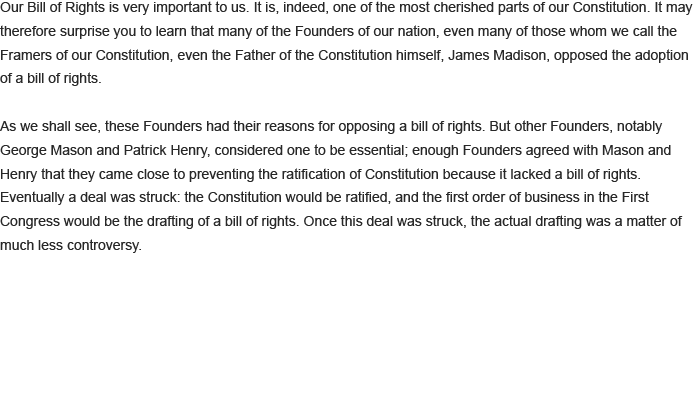 Our Bill of Rights is very important to us. It is, indeed, one of the most cherished parts of our Constitution. It may
therefore surprise you to learn that many of the Founders of our nation, even many of those whom we call the
Framers of our Constitution, even the Father of the Constitution himself, James Madison, opposed the adoption
of a bill of rights.

As we shall see, these Founders had their reasons for opposing a bill of rights. But other Founders, notably
George Mason and Patrick Henry, considered one to be essential; enough Founders agreed with Mason and
Henry that they came close to preventing the ratification of Constitution because it lacked a bill of rights.
Eventually a deal was struck: the Constitution would be ratified, and the first order of business in the First
Congress would be the drafting of a bill of rights. Once this deal was struck, the actual drafting was a matter of
much less controversy.